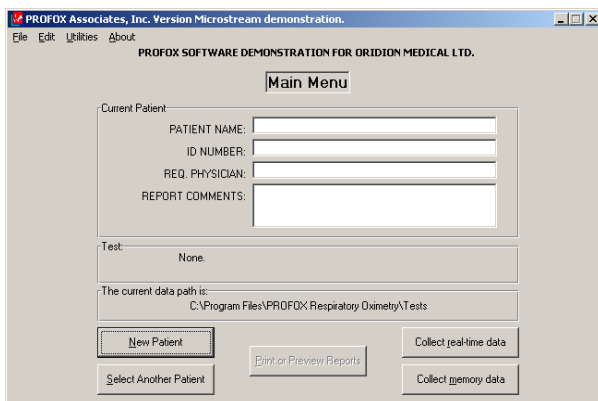 PROFOX Associates, Inc. Version Microstream demonstration.
File Edit Utilities About
PROFOX SOFTWARE DEMONSTRATION FOR ORIDION MEDICAL LTD.
Main Menu
Current Patient
PATIENT NAME:
ID NUMBER:
REQ. PHYSICIAN:
REPORT COMMENTS:
Test:
None.
The current data path is:
C:\Program Files\PROFOX Respiratory Oximetry\Tests
New Patient
Collect real-time data
Print or Preview Reports
Select Another Patient
Collect memory data